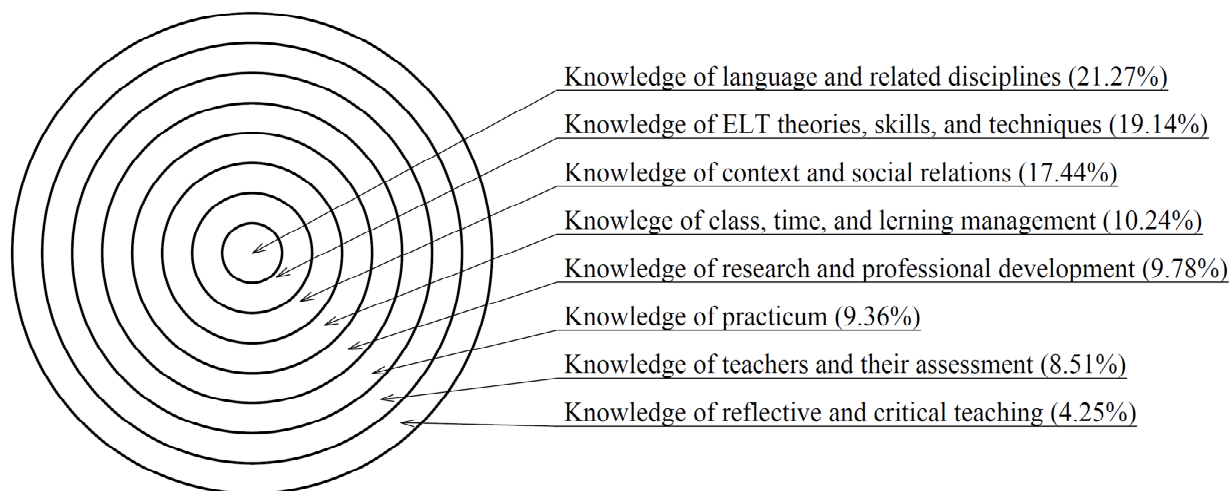 Knowledge of language and related disciplines (21.27%)
Knowledge of ELT theories, skills, and techniques (19.14%)
Knowledge of context and social relations (17.44%)
Knowlege of class, time, and lerning management (10.24%)
Knowledge of research and professional development (9.78%)
Knowledge of practicum (9.36%)
Knowledge of teachers and their assessment (8.51%)
Knowledge of reflective and critical teaching (4.25%)